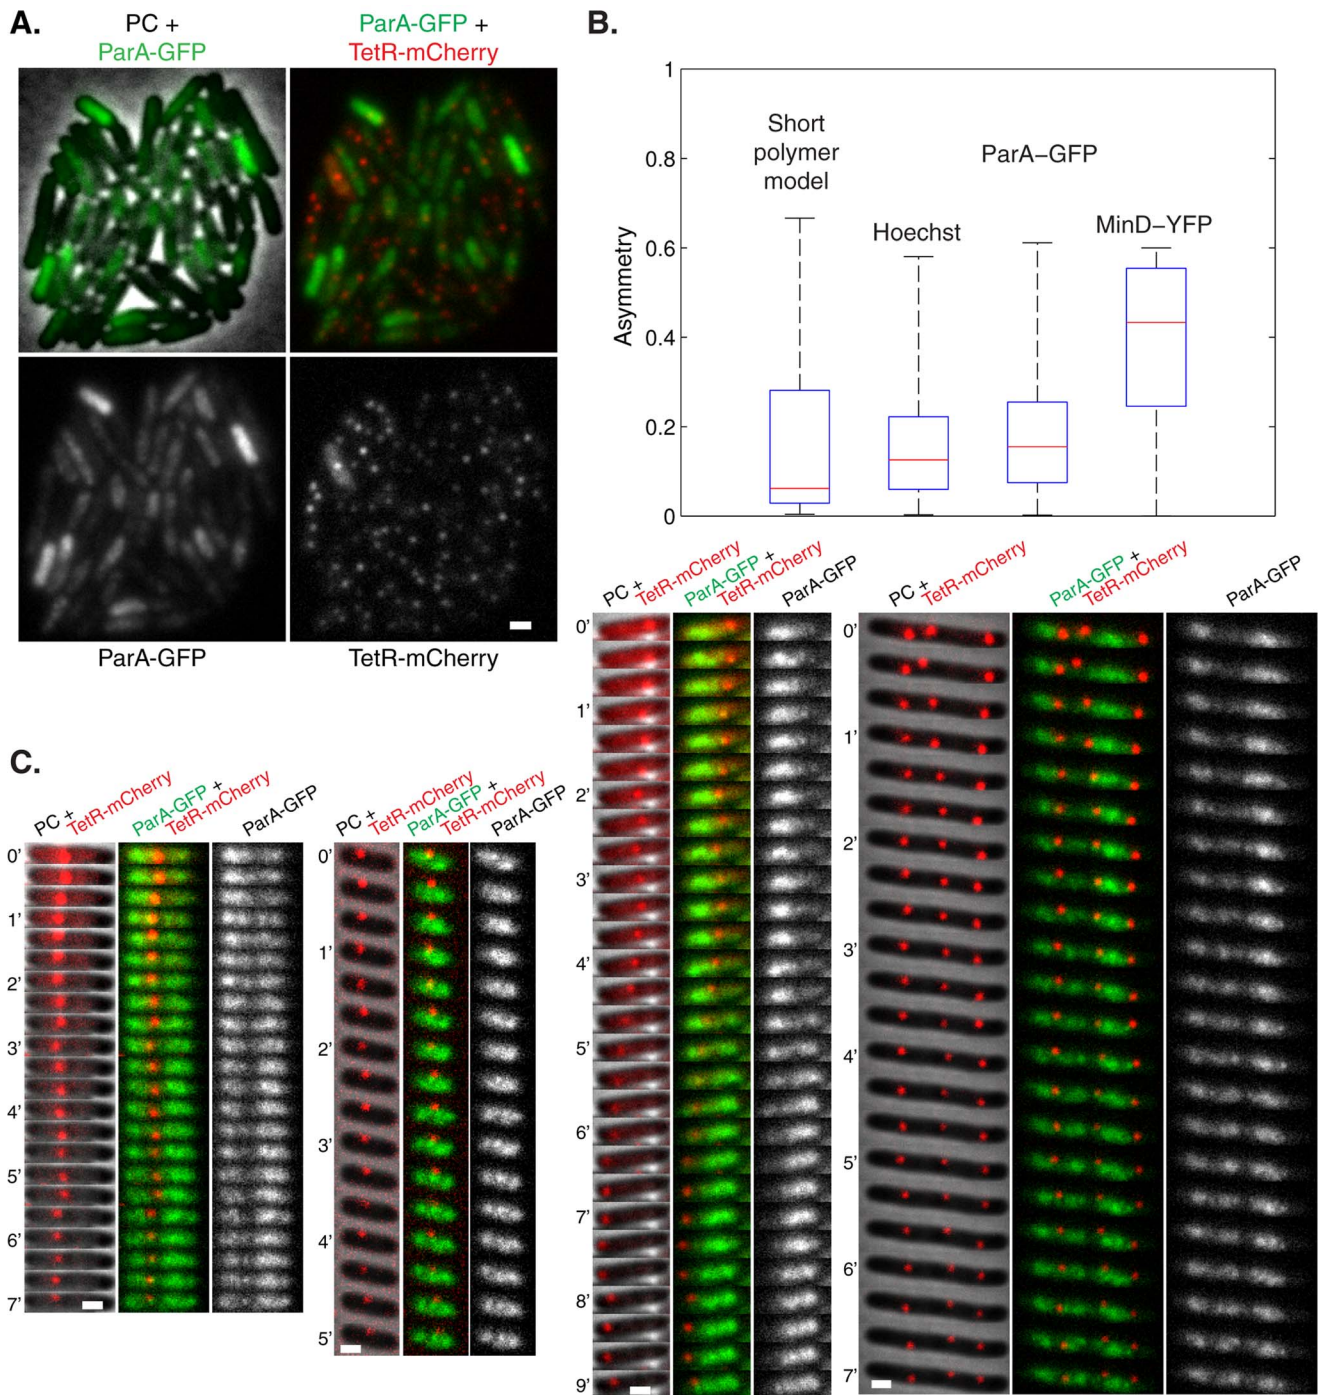 A.
PC +
ParA-GFP
ParA-GFP +
TetR-mCherry
ParA-GFP
TetR-mCherry
B.
1
0.8
0.6
0.4
0.2
0
Asymmetry
Short
polymer
model
Hoechst
ParA–GFP
MinD–YFP
C.
PC +
TetR-mCherry
ParA-GFP +
TetR-mCherry
ParA-GFP
0'
1'
2'
3'
4'
5'
6'
7'
PC +
TetR-mCherry
ParA-GFP +
TetR-mCherry
ParA-GFP
0'
1'
2'
3'
4'
5'
PC +
TetR-mCherry
ParA-GFP +
TetR-mCherry
ParA-GFP
0'
1'
2'
3'
4'
5'
6'
7'
8'
9'
PC +
TetR-mCherry
ParA-GFP +
TetR-mCherry
ParA-GFP
0'
1'
2'
3'
4'
5'
6'
7'